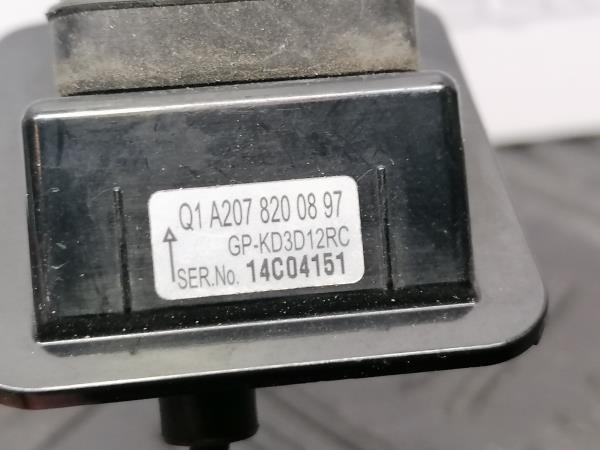 Q1 A207 820 08 97
GP-KD3D12RC
SER.No. 14C04151